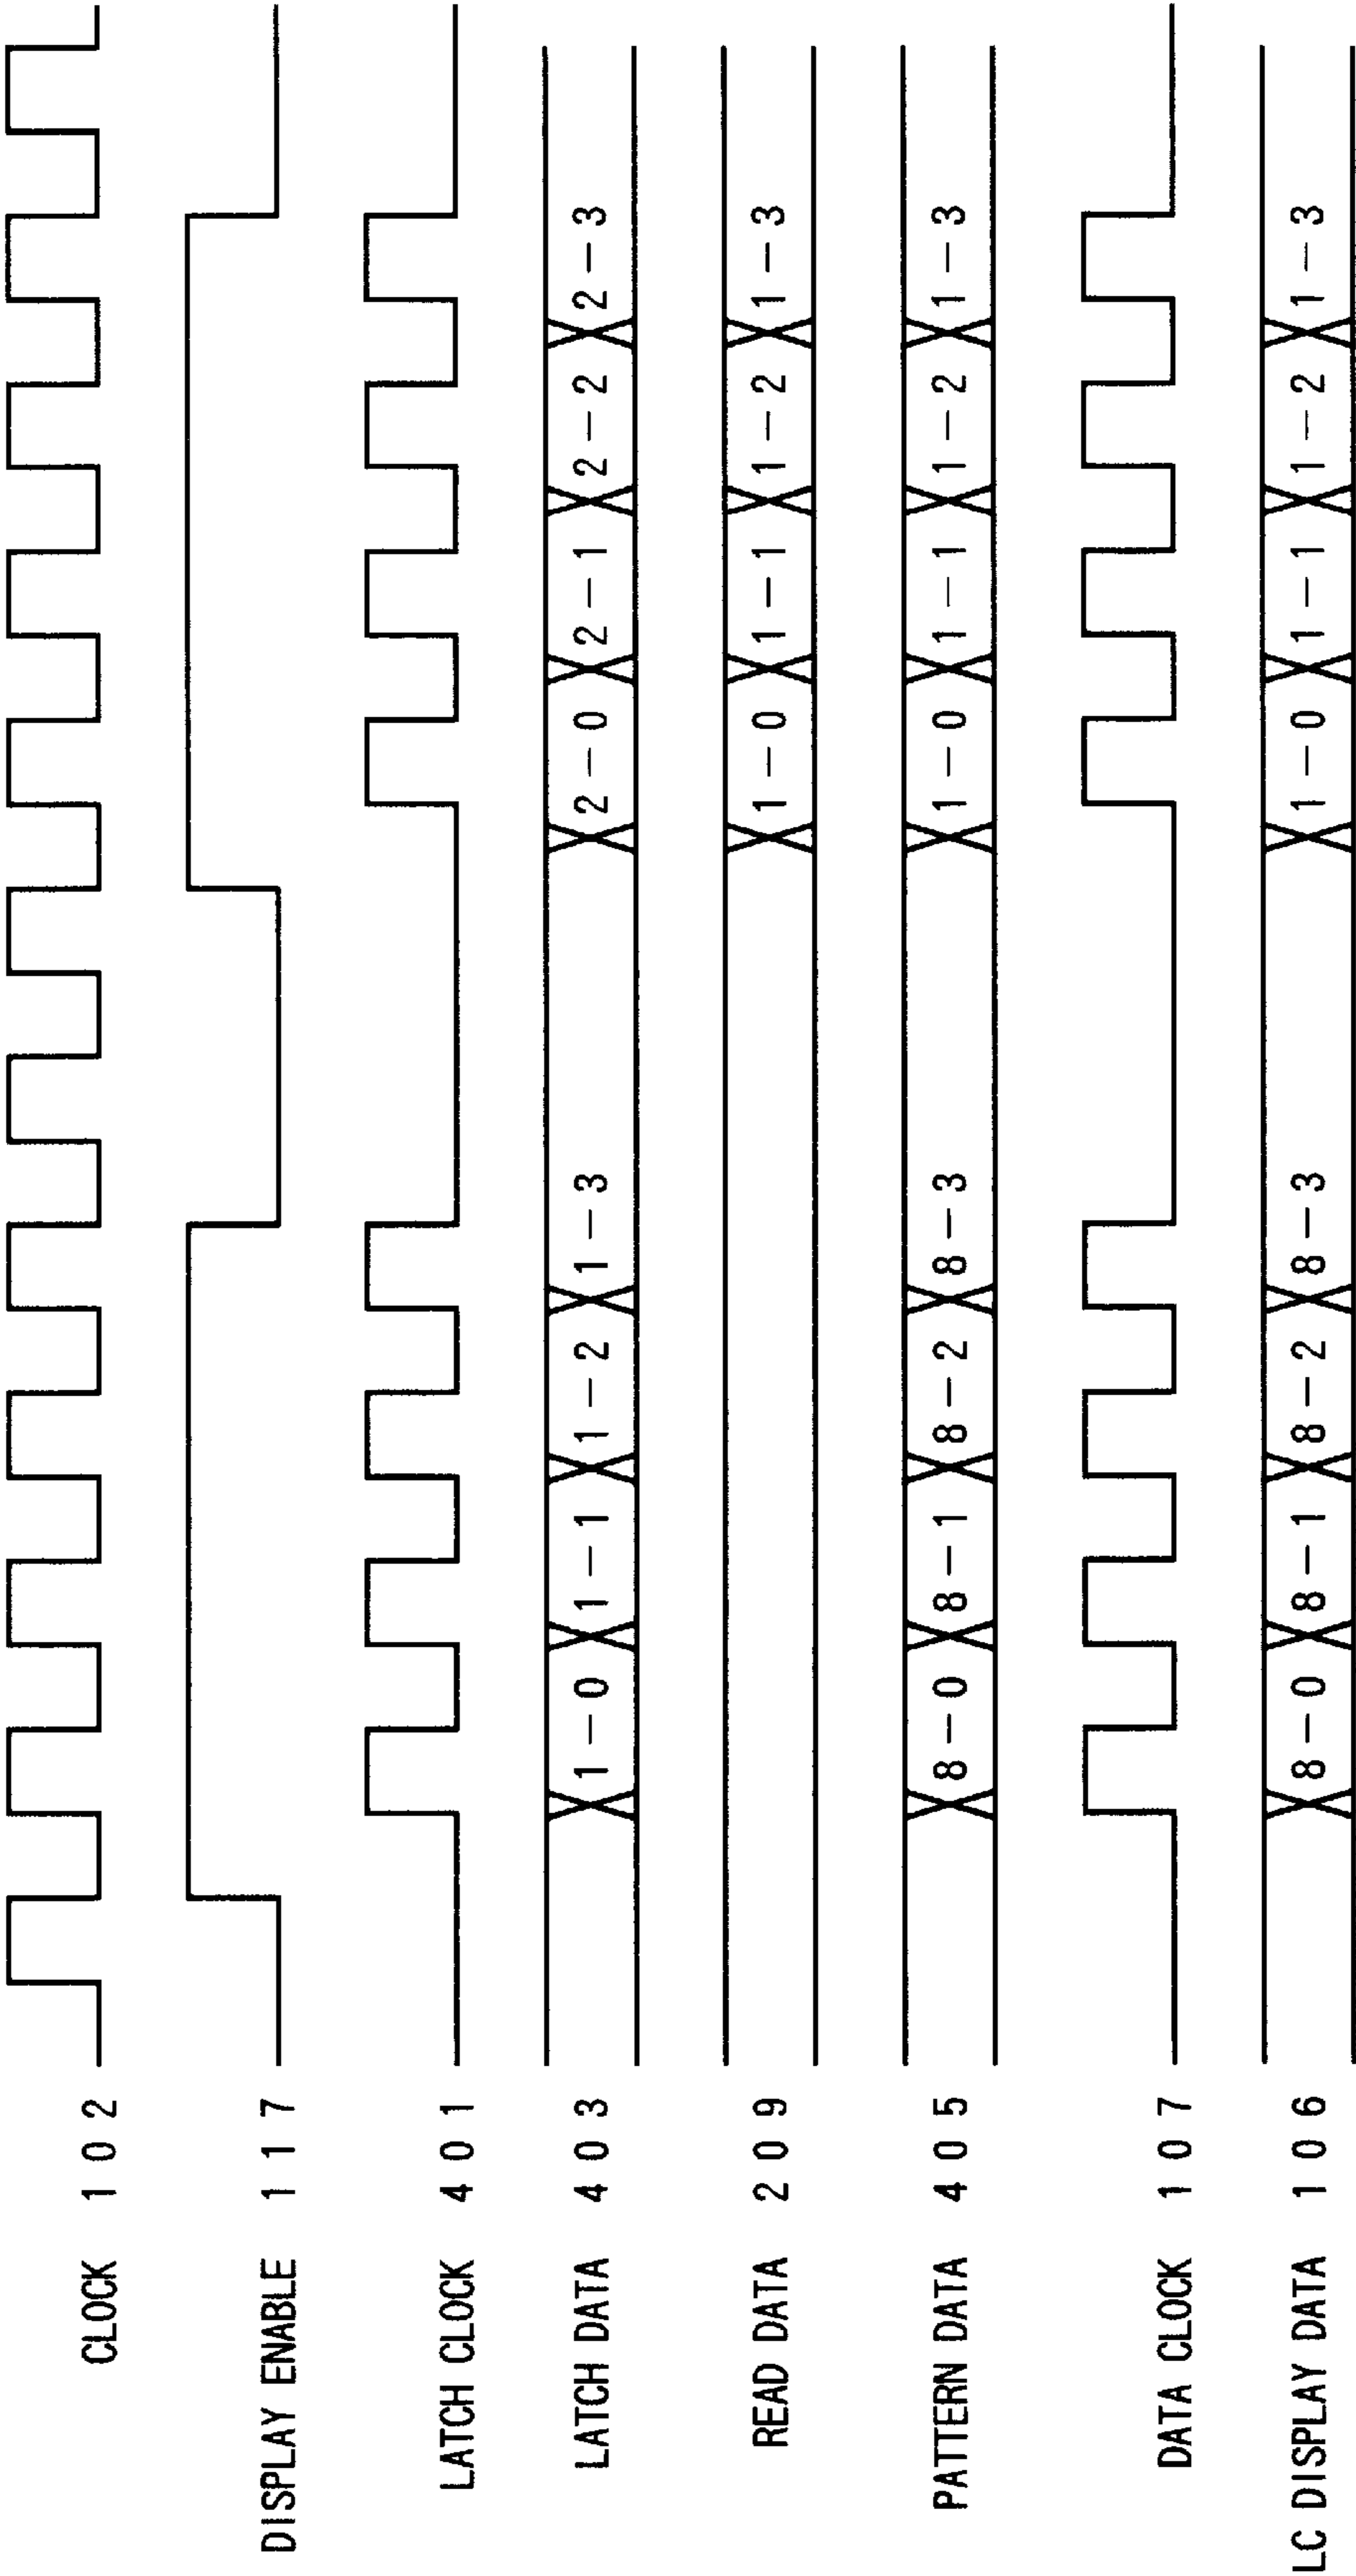 CLOCK 102
DISPLAY ENABLE 117
LATCH CLOCK 401
LATCH DATA 403 1-0 1-1 1-2 1-3 2-0 2-1 2-2 2-3
READ DATA 209 1-0 1-1 1-2 1-3
PATTERN DATA 405 8-0 8-1 8-2 8-3 1-0 1-1 1-2 1-3
DATA CLOCK 107
LC DISPLAY DATA 106 8-0 8-1 8-2 8-3 1-0 1-1 1-2 1-3